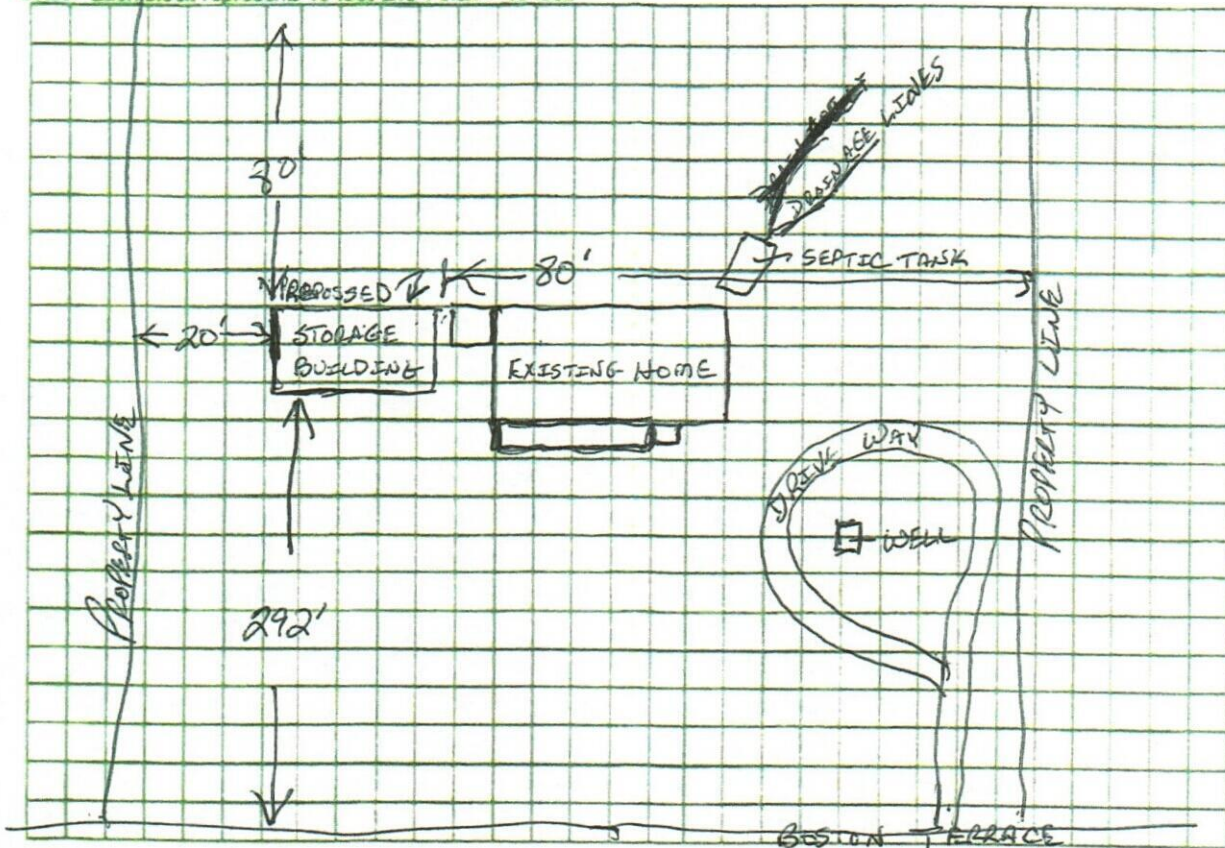 80'
DRAINAGE LINES
SEPTIC TANK
80'
PROPOSSED
20'
STORAGE
BUILDING
EXISTING HOME
PROPERTY LINE
PROPERTY LINE
DRIVE WAY
WELL
292'
BOSTON TERRACE